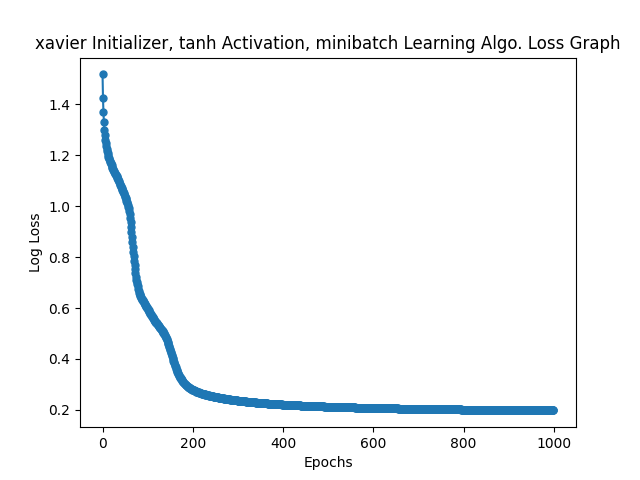 xavier Initializer, tanh Activation, minibatch Learning Algo. Loss Graph
1.4
1.2
1.0
0.8
0.6
0.4
0.2
Log Loss
0 200 400 600 800 1000
Epochs